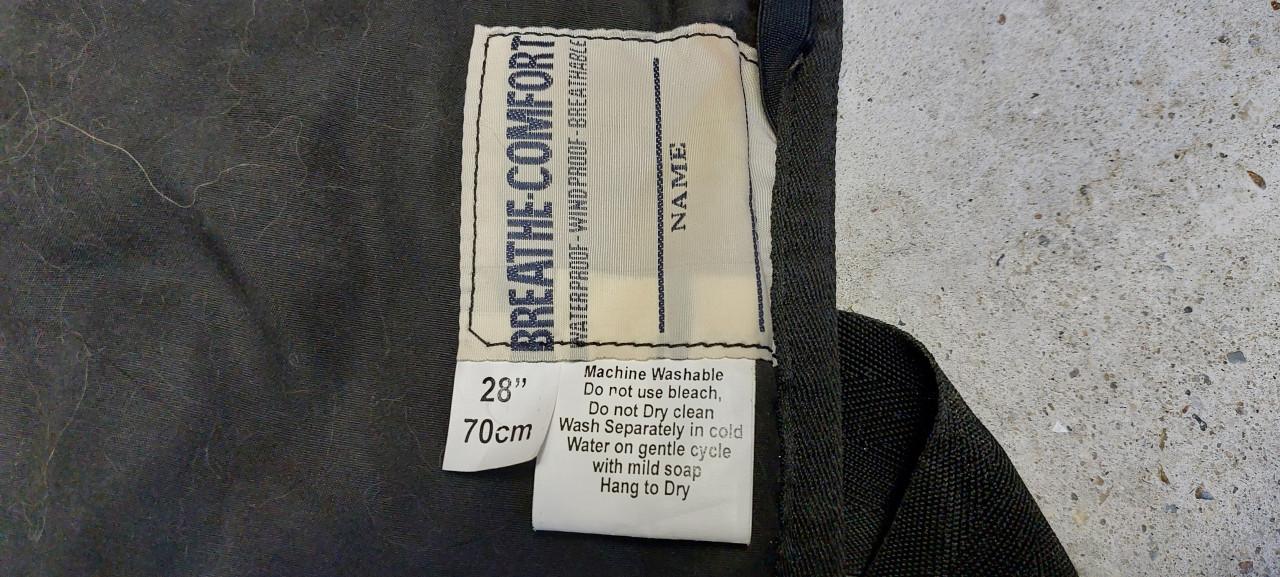 BREATHE-COMFORT
WATERPROOF-WINDPROOF-BREATHABLE
NAME
28”
70cm
Machine Washable
Do not use bleach,
Do not Dry clean
Wash Separately in cold
Water on gentle cycle
with mild soap
Hang to Dry